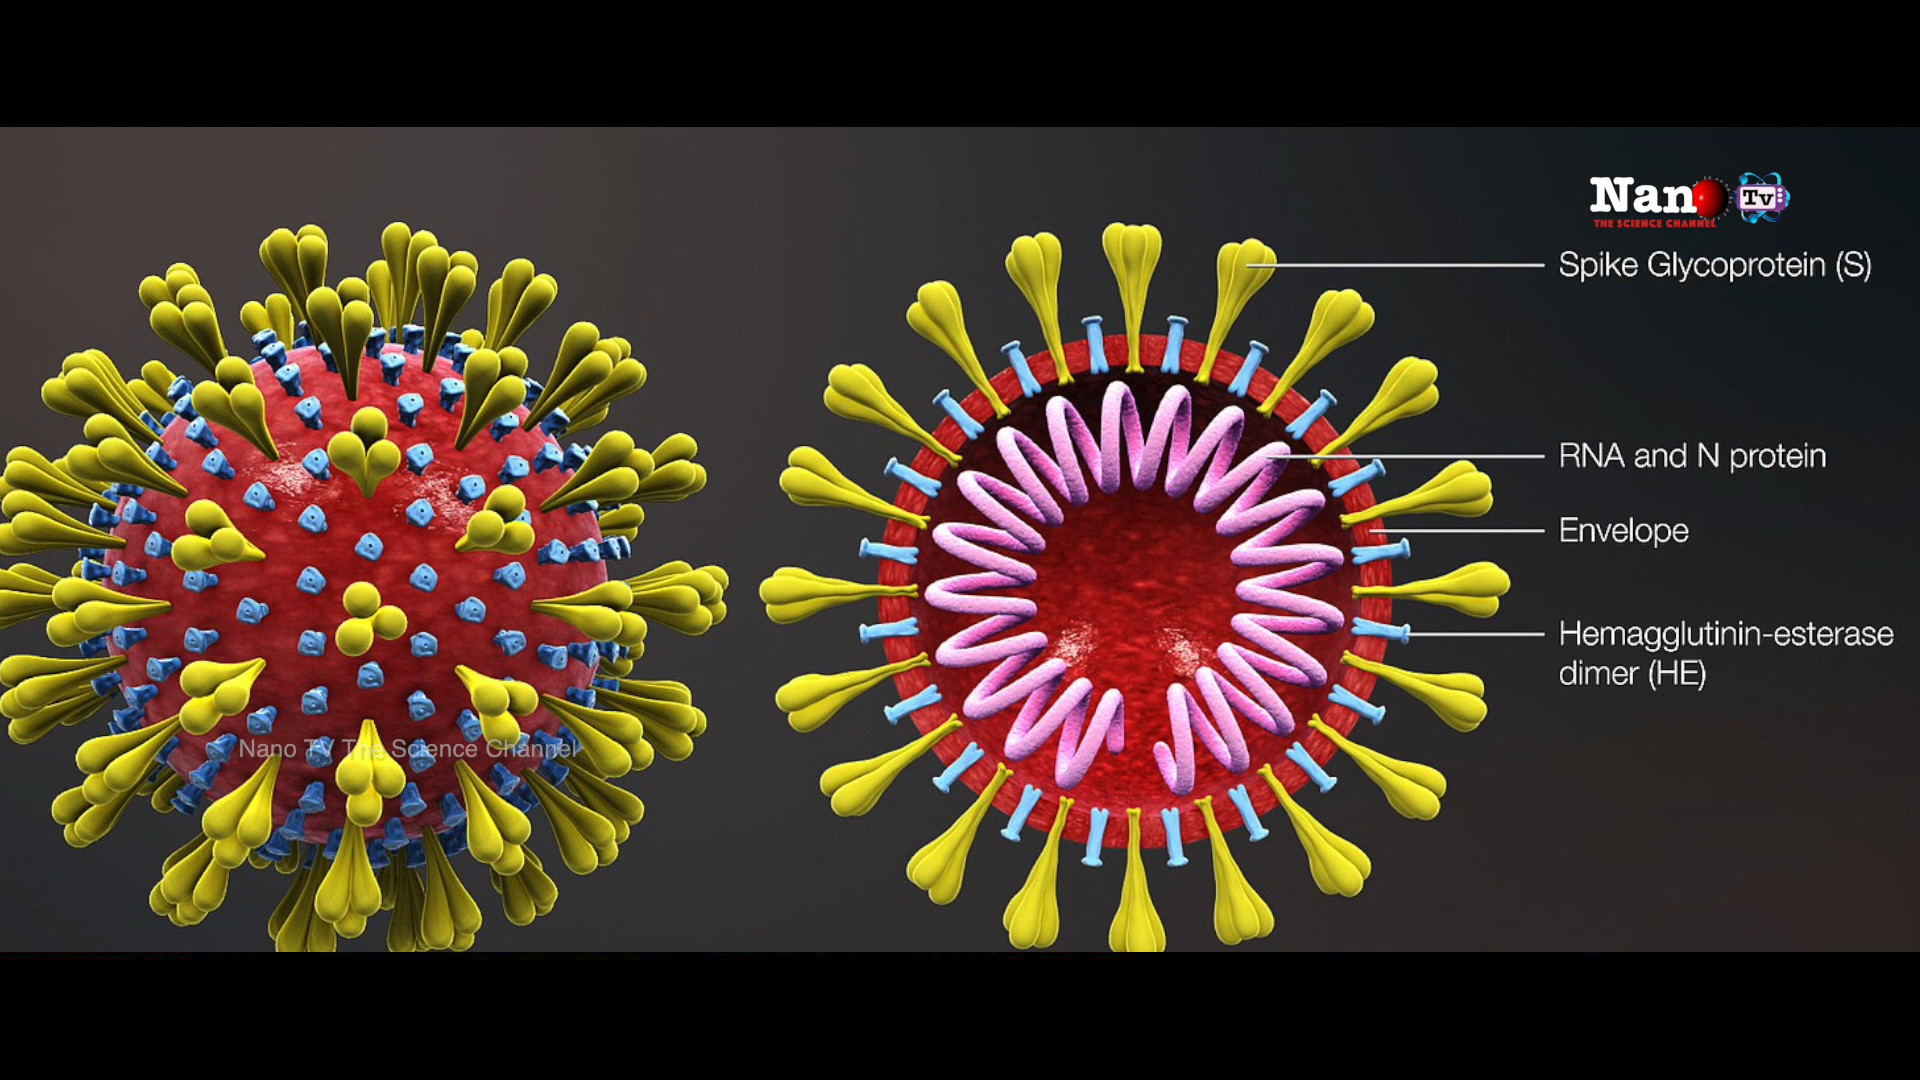 Nano Tv
THE SCIENCE CHANNEL
Spike Glycoprotein (S)
RNA and N protein
Envelope
Hemagglutinin-esterase
dimer (HE)
Nano TV The Science Channel